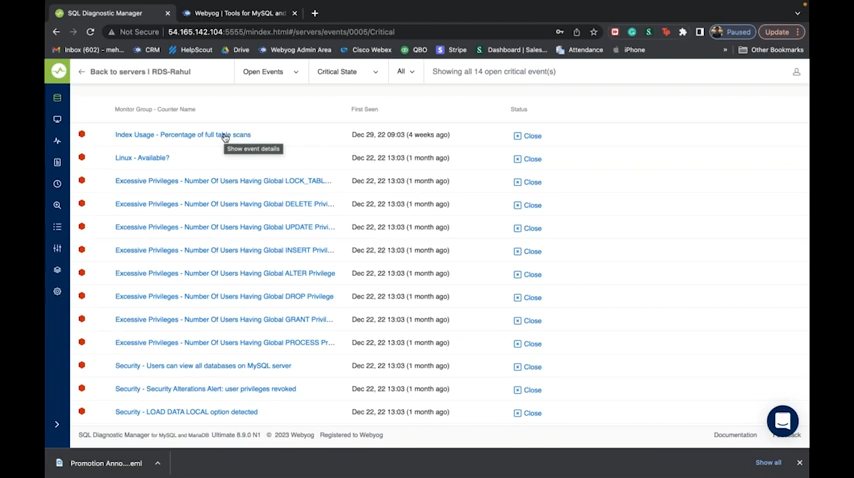 SQL Diagnostic Manager
Webyog | Tools for MySQL and
Not Secure | 54.165.142.104:5555/mindex.html#/servers/events/0005/Critical
Paused
Update
Inbox (602) - meh...
CRM
HelpScout
Drive
Webyog Admin Area
Cisco Webex
QBO
Stripe
Dashboard | Sales...
Attendance
iPhone
»
Other Bookmarks
← Back to servers | RDS-Rahul
Open Events
Critical State
All
Showing all 14 open critical event(s)
Monitor Group - Counter Name
First Seen
Status
Index Usage - Percentage of full table scans
Dec 29, 22 09:03 (4 weeks ago)
Close
Show event details
Linux - Available?
Dec 22, 22 13:03 (1 month ago)
Close
Excessive Privileges - Number Of Users Having Global LOCK_TABL...
Dec 22, 22 13:03 (1 month ago)
Close
Excessive Privileges - Number Of Users Having Global DELETE Privi...
Dec 22, 22 13:03 (1 month ago)
Close
Excessive Privileges - Number Of Users Having Global UPDATE Privi...
Dec 22, 22 13:03 (1 month ago)
Close
Excessive Privileges - Number Of Users Having Global INSERT Privil...
Dec 22, 22 13:03 (1 month ago)
Close
Excessive Privileges - Number Of Users Having Global ALTER Privilege
Dec 22, 22 13:03 (1 month ago)
Close
Excessive Privileges - Number Of Users Having Global DROP Privilege
Dec 22, 22 13:03 (1 month ago)
Close
Excessive Privileges - Number Of Users Having Global GRANT Privil...
Dec 22, 22 13:03 (1 month ago)
Close
Excessive Privileges - Number Of Users Having Global PROCESS Pr...
Dec 22, 22 13:03 (1 month ago)
Close
Security - Users can view all databases on MySQL server
Dec 22, 22 13:03 (1 month ago)
Close
Security - Security Alterations Alert: user privileges revoked
Dec 22, 22 13:03 (1 month ago)
Close
Security - LOAD DATA LOCAL option detected
Dec 22, 22 13:03 (1 month ago)
Close
SQL Diagnostic Manager for MySQL and MariaDB Ultimate 8.9.0 N1 © 2023 Webyog Registered to Webyog
Documentation
Promotion Anno....eml
Show all